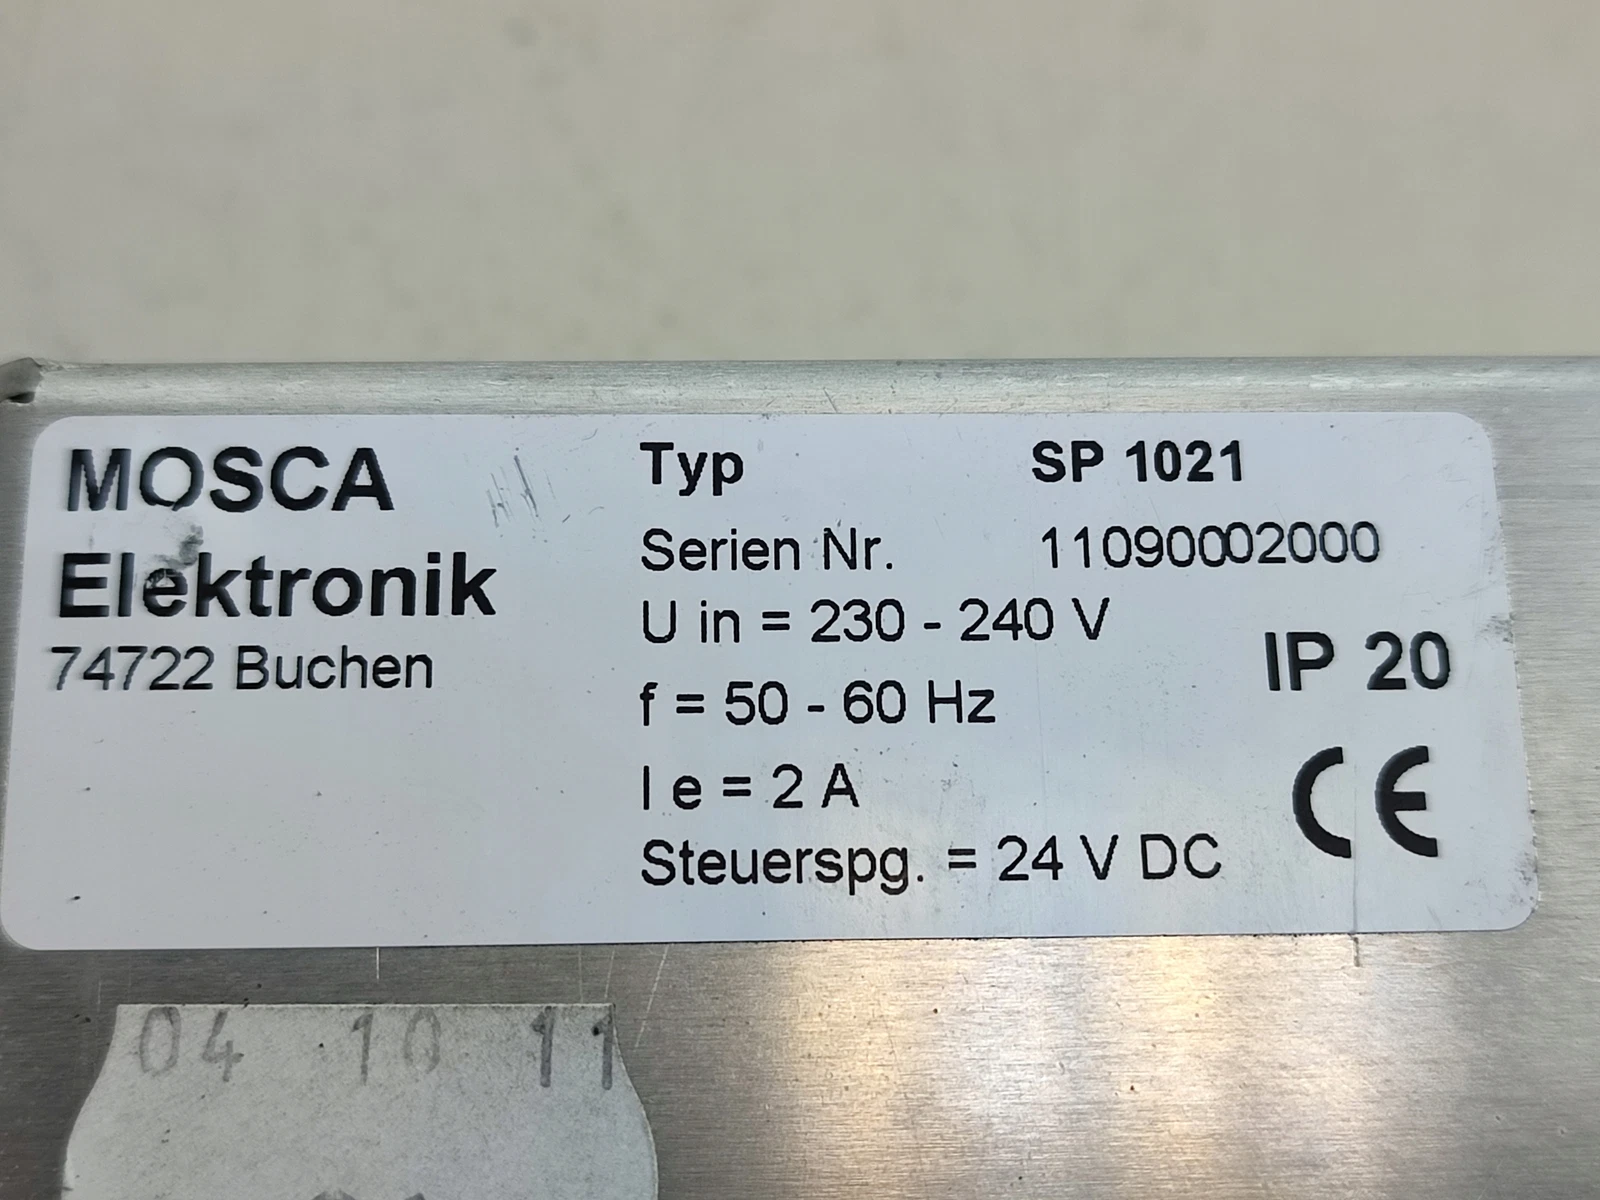 MOSCA
Elektronik
74722 Buchen
Typ SP 1021
Serien Nr. 11090002000
U in = 230 - 240 V
f = 50 - 60 Hz
I e = 2 A
Steuerspg. = 24 V DC
IP 20
CE
04 10 11